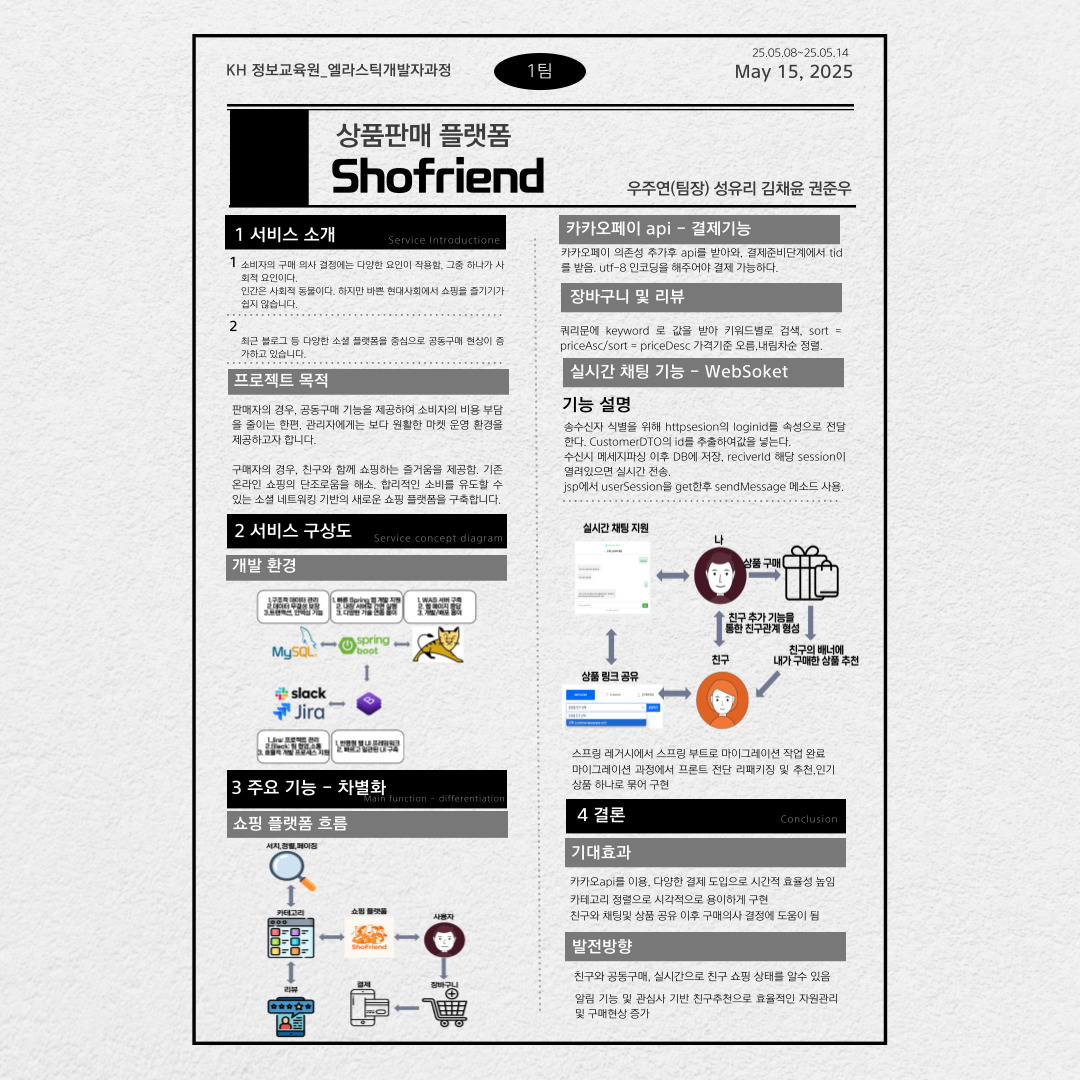 KH 정보교육원_엘라스틱개발자과정
1팀
25.05.08~25.05.14
May 15, 2025
상품판매 플랫폼
Shofriend
우주연(팀장) 성유리 김채윤 권준우
1 서비스 소개
Service Introductione
1 소비자의 구매 의사 결정에는 다양한 요인이 작용함, 그중 하나가 사
회적 요인이다.
인간은 사회적 동물이다. 하지만 바쁜 현대사회에서 쇼핑을 즐기기가
쉽지 않습니다.
2
최근 블로그 등 다양한 소셜 플랫폼을 중심으로 공동구매 현상이 증
가하고 있습니다.
프로젝트 목적
판매자의 경우, 공동구매 기능을 제공하여 소비자의 비용 부담
을 줄이는 한편, 관리자에게는 보다 원활한 마켓 운영 환경을
제공하고자 합니다.
구매자의 경우, 친구와 함께 쇼핑하는 즐거움을 제공함. 기존
온라인 쇼핑의 단조로움을 해소. 합리적인 소비를 유도할 수
있는 소셜 네트워킹 기반의 새로운 쇼핑 플랫폼을 구축합니다.
2 서비스 구상도
Service concept diagram
개발 환경
1.구조적 데이터 관리
2.데이터 무결성 보장
3.트랜잭션, 인덱싱 기능
1. 빠른 Spring 앱 개발 지원
2. 내장 서버로 간편 실행
3. 다양한 기술 연동 용이
1. WAS 서버 구축
2. 웹 페이지 응답
3. 개발/배포 용이
MySQL
spring
boot
slack
Jira
B
1.Jira: 프로젝트 관리
2.Slack: 팀 협업,소통
3. 효율적 개발 프로세스 지원
1. 반응형 웹 UI 프레임워크
2. 빠르고 일관된 UI 구축
3 주요 기능 - 차별화
Main function - differentiation
쇼핑 플랫폼 흐름
서치,정렬,페이징
카테고리
쇼핑 플랫폼
사용자
ShoFriend
리뷰
결제
장바구니
카카오페이 api - 결제기능
카카오페이 의존성 추가후 api를 받아와, 결제준비단계에서 tid
를 받음. utf-8 인코딩을 해주어야 결제 가능하다.
장바구니 및 리뷰
쿼리문에 keyword 로 값을 받아 키워드별로 검색, sort =
priceAsc/sort = priceDesc 가격기준 오름,내림차순 정렬.
실시간 채팅 기능 - WebSoket
기능 설명
송수신자 식별을 위해 httpsesion의 loginid를 속성으로 전달
한다. CustomerDTO의 id를 추출하여값을 넣는다.
수신시 메세지파싱 이후 DB에 저장, reciverId 해당 session이
열려있으면 실시간 전송.
jsp에서 userSession을 get한후 sendMessage 메소드 사용.
실시간 채팅 지원
나
상품 구매
친구 추가 기능을
통한 친구관계 형성
친구의 배너에
내가 구매한 상품 추천
친구
상품 링크 공유
스프링 레거시에서 스프링 부트로 마이그레이션 작업 완료
마이그레이션 과정에서 프론트 전단 리패키징 및 추천,인기
상품 하나로 묶어 구현
4 결론
Conclusion
기대효과
카카오api를 이용, 다양한 결제 도입으로 시간적 효율성 높임
카테고리 정렬으로 시각적으로 용이하게 구현
친구와 채팅및 상품 공유 이후 구매의사 결정에 도움이 됨
발전방향
친구와 공동구매, 실시간으로 친구 쇼핑 상태를 알수 있음
알림 기능 및 관심사 기반 친구추천으로 효율적인 자원관리
및 구매현상 증가